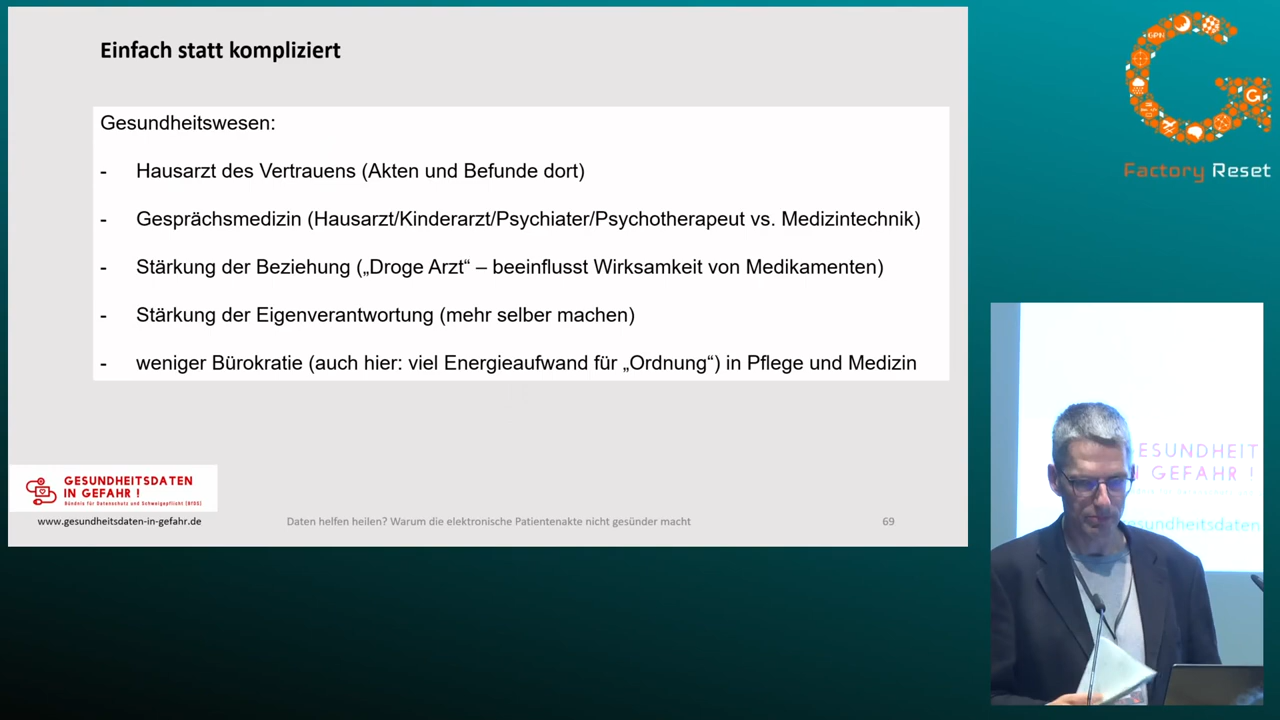 Einfach statt kompliziert
Gesundheitswesen:
- Hausarzt des Vertrauens (Akten und Befunde dort)
- Gesprächsmedizin (Hausarzt/Kinderarzt/Psychiater/Psychotherapeut vs. Medizintechnik)
- Stärkung der Beziehung („Droge Arzt“ – beeinflusst Wirksamkeit von Medikamenten)
- Stärkung der Eigenverantwortung (mehr selber machen)
- weniger Bürokratie (auch hier: viel Energieaufwand für „Ordnung“) in Pflege und Medizin
GESUNDHEITSDATEN
IN GEFAHR !
Bündnis für Datenschutz und Schweigepflicht (BfDS)
www.gesundheitsdaten-in-gefahr.de
Daten helfen heilen? Warum die elektronische Patientenakte nicht gesünder macht
69
GPN
G
Factory Reset
ESUNDHEIT
GEFAHR !
esundheitsdaten